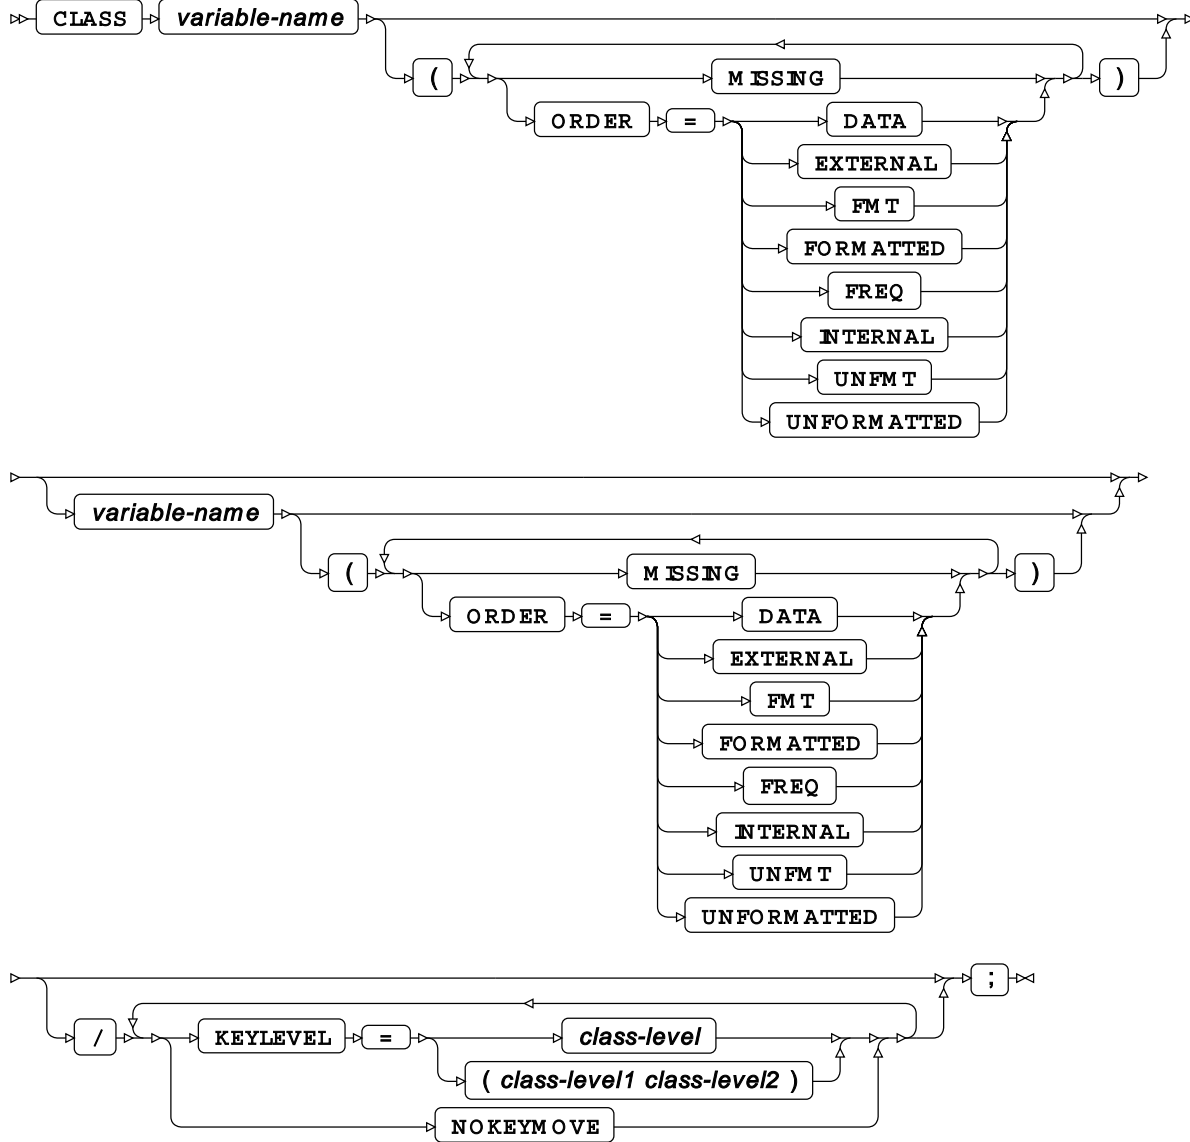 CLASS variable-name
( MISSING )
ORDER = DATA
EXTERNAL
FMT
FORMATTED
FREQ
INTERNAL
UNFMT
UNFORMATTED
variable-name
( MISSING )
ORDER = DATA
EXTERNAL
FMT
FORMATTED
FREQ
INTERNAL
UNFMT
UNFORMATTED
;
/ KEYLEVEL = class-level
( class-level1 class-level2 )
NOKEYMOVE